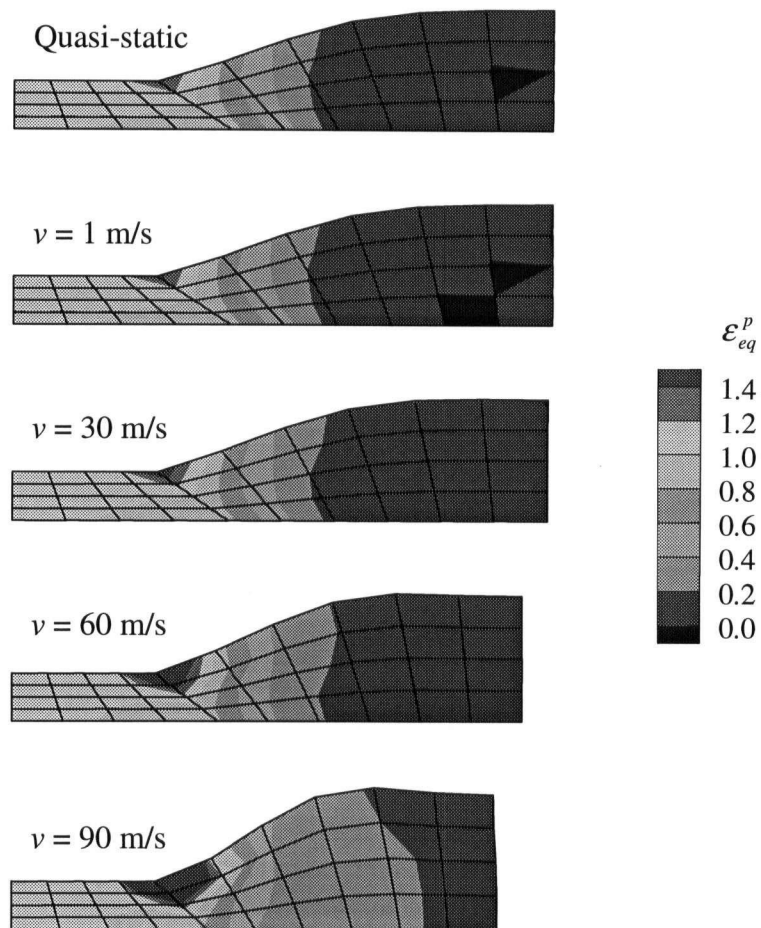 Quasi-static
v = 1 m/s
v = 30 m/s
v = 60 m/s
v = 90 m/s
ε^p_eq
1.4
1.2
1.0
0.8
0.6
0.4
0.2
0.0